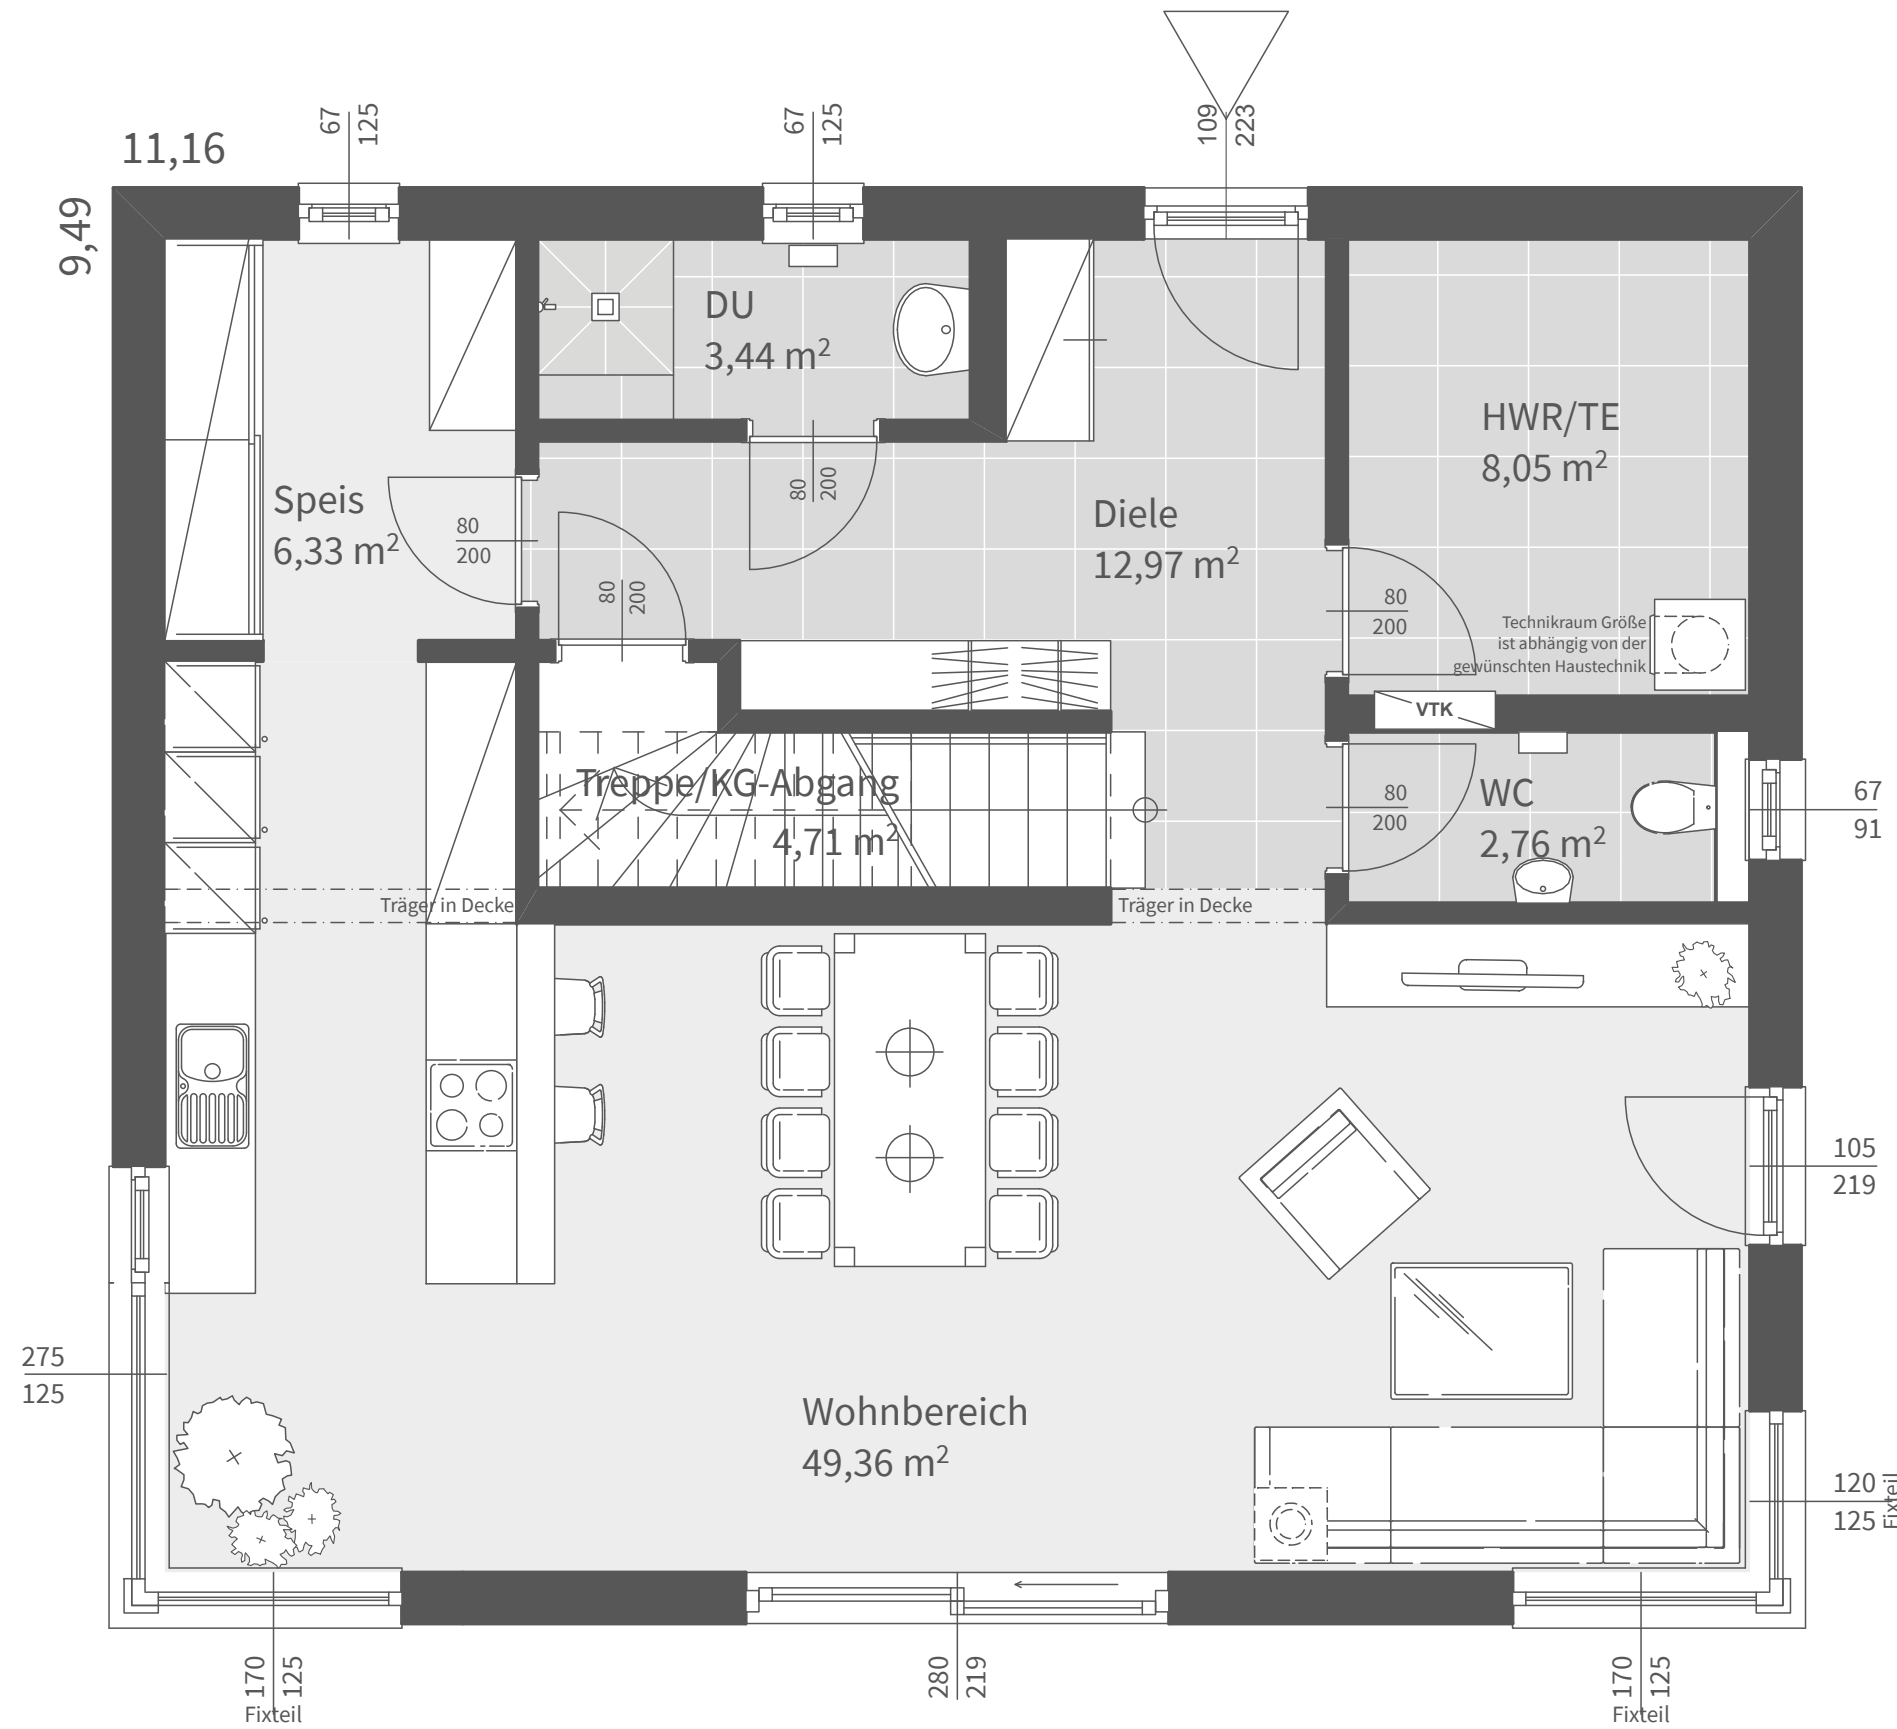 11,16
9,49
67
125
67
125
109
223
DU
3,44 m²
HWR/TE
8,05 m²
Speis
6,33 m²
80
200
80
200
80
200
Diele
12,97 m²
80
200
Technikraum Größe
ist abhängig von der
gewünschten Haustechnik
VTK
Treppe/KG-Abgang
4,71 m²
80
200
WC
2,76 m²
67
91
Träger in Decke
Träger in Decke
105
219
275
125
Wohnbereich
49,36 m²
120
125
Fixteil
170
125
Fixteil
280
219
170
125
Fixteil